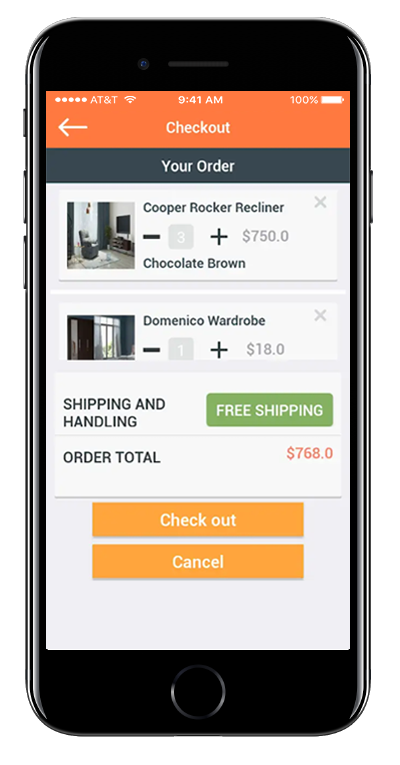 AT&T 9:41 AM 100%
Checkout
Your Order
Cooper Rocker Recliner
3 $750.0
Chocolate Brown
Domenico Wardrobe
1 $18.0
SHIPPING AND
HANDLING
FREE SHIPPING
ORDER TOTAL $768.0
Check out
Cancel